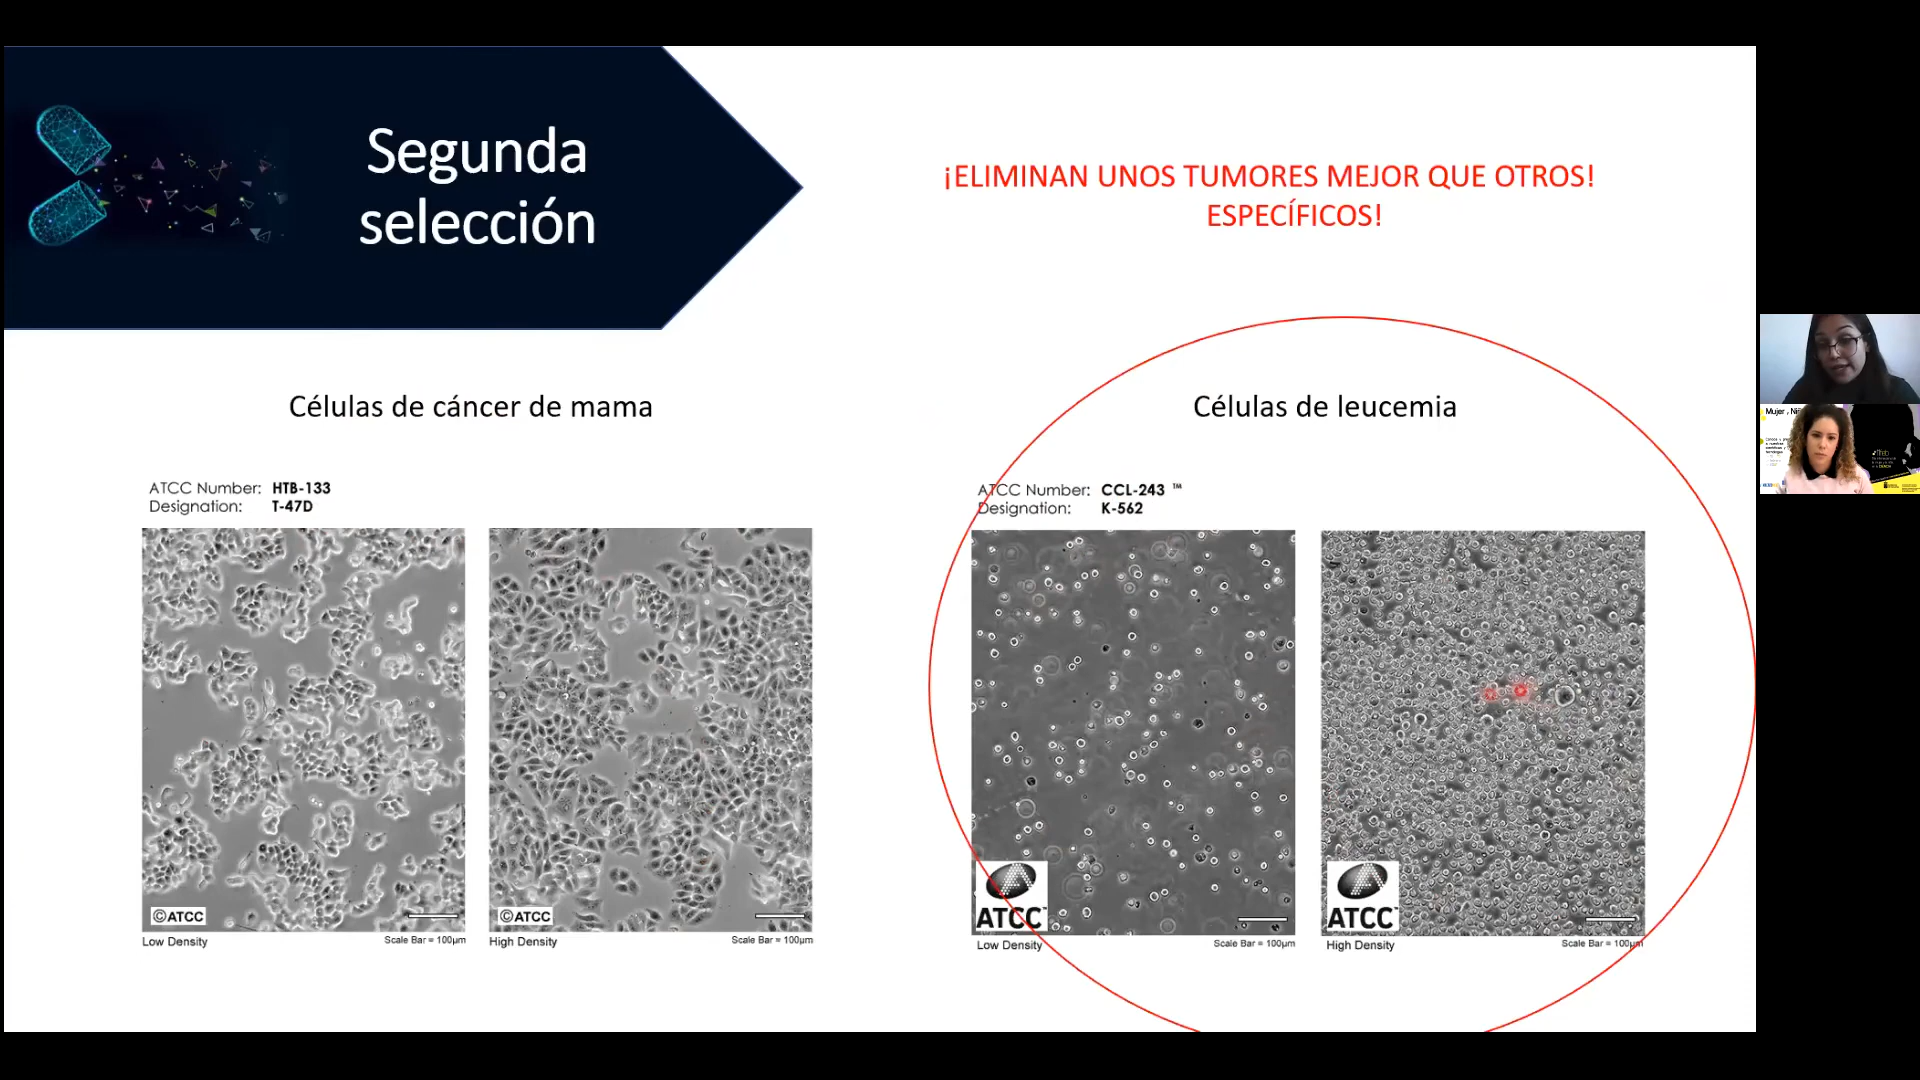 Segunda
selección
¡ELIMINAN UNOS TUMORES MEJOR QUE OTROS!
ESPECÍFICOS!
Células de cáncer de mama
ATCC Number: HTB-133
Designation: T-47D
©ATCC
Low Density
Scale Bar = 100µm
©ATCC
High Density
Scale Bar = 100µm
Células de leucemia
ATCC Number: CCL-243 ™
Designation: K-562
ATCC
Low Density
Scale Bar = 100µm
ATCC™
High Density
Scale Bar = 100µm